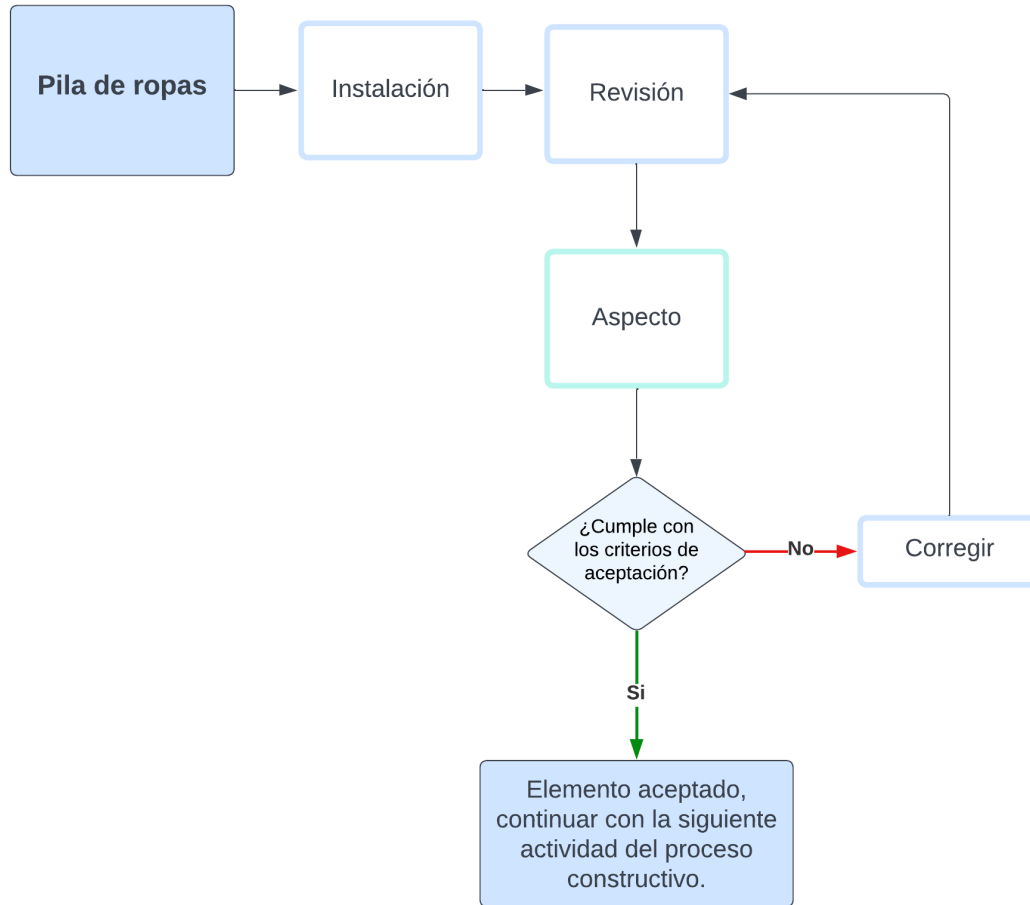 Pila de ropas
Instalación
Revisión
Aspecto
¿Cumple con
los criterios de
aceptación?
No
Corregir
Si
Elemento aceptado,
continuar con la siguiente
actividad del proceso
constructivo.